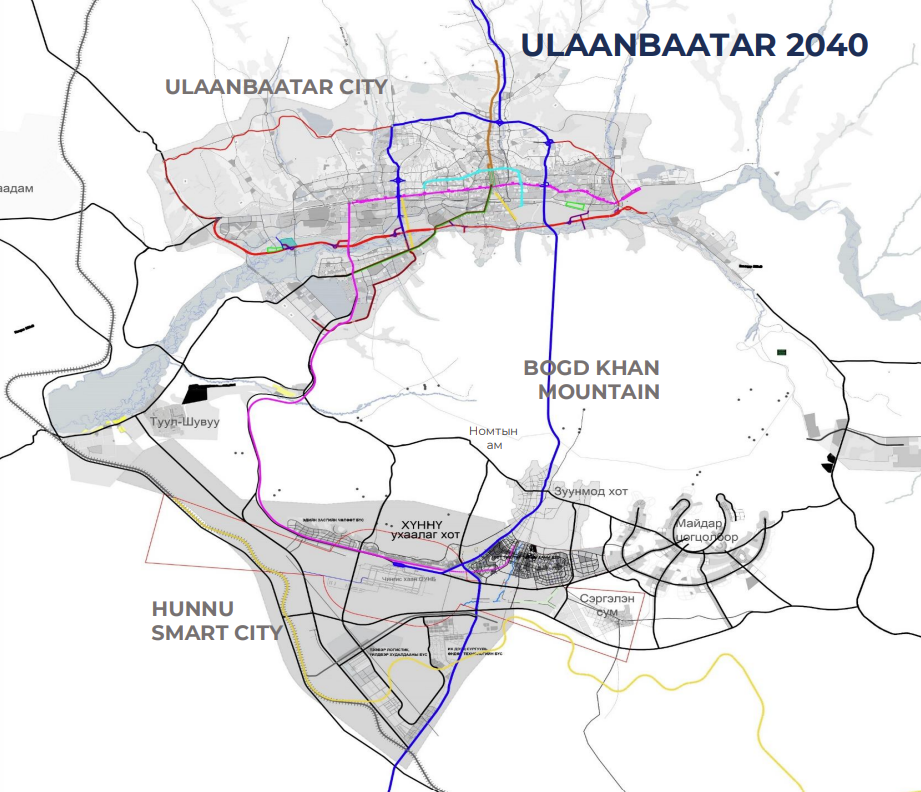 ULAANBAATAR 2040
ULAANBAATAR CITY
аадам
BOGD KHAN
MOUNTAIN
Туул-Шувуу
Номтын
ам
Зуунмод хот
ХҮННҮ
ухаалаг хот
Майдар
цогцолбор
Сэргэлэн
сум
HUNNU
SMART CITY